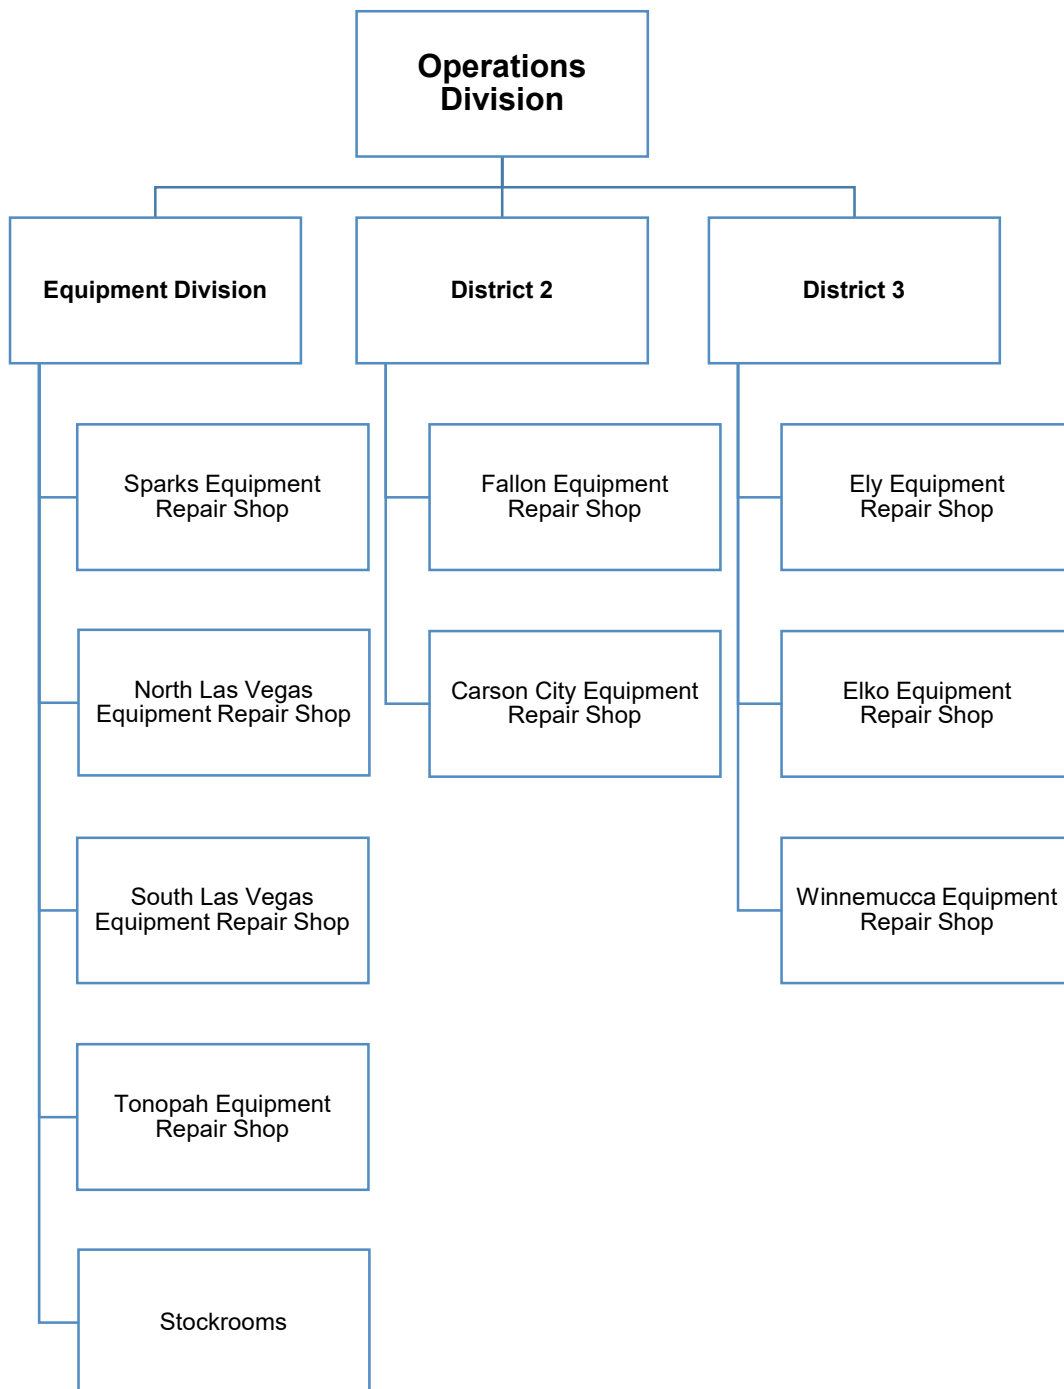 Operations
Division
Equipment Division
District 2
District 3
Sparks Equipment
Repair Shop
Fallon Equipment
Repair Shop
Ely Equipment
Repair Shop
North Las Vegas
Equipment Repair Shop
Carson City Equipment
Repair Shop
Elko Equipment
Repair Shop
South Las Vegas
Equipment Repair Shop
Winnemucca Equipment
Repair Shop
Tonopah Equipment
Repair Shop
Stockrooms